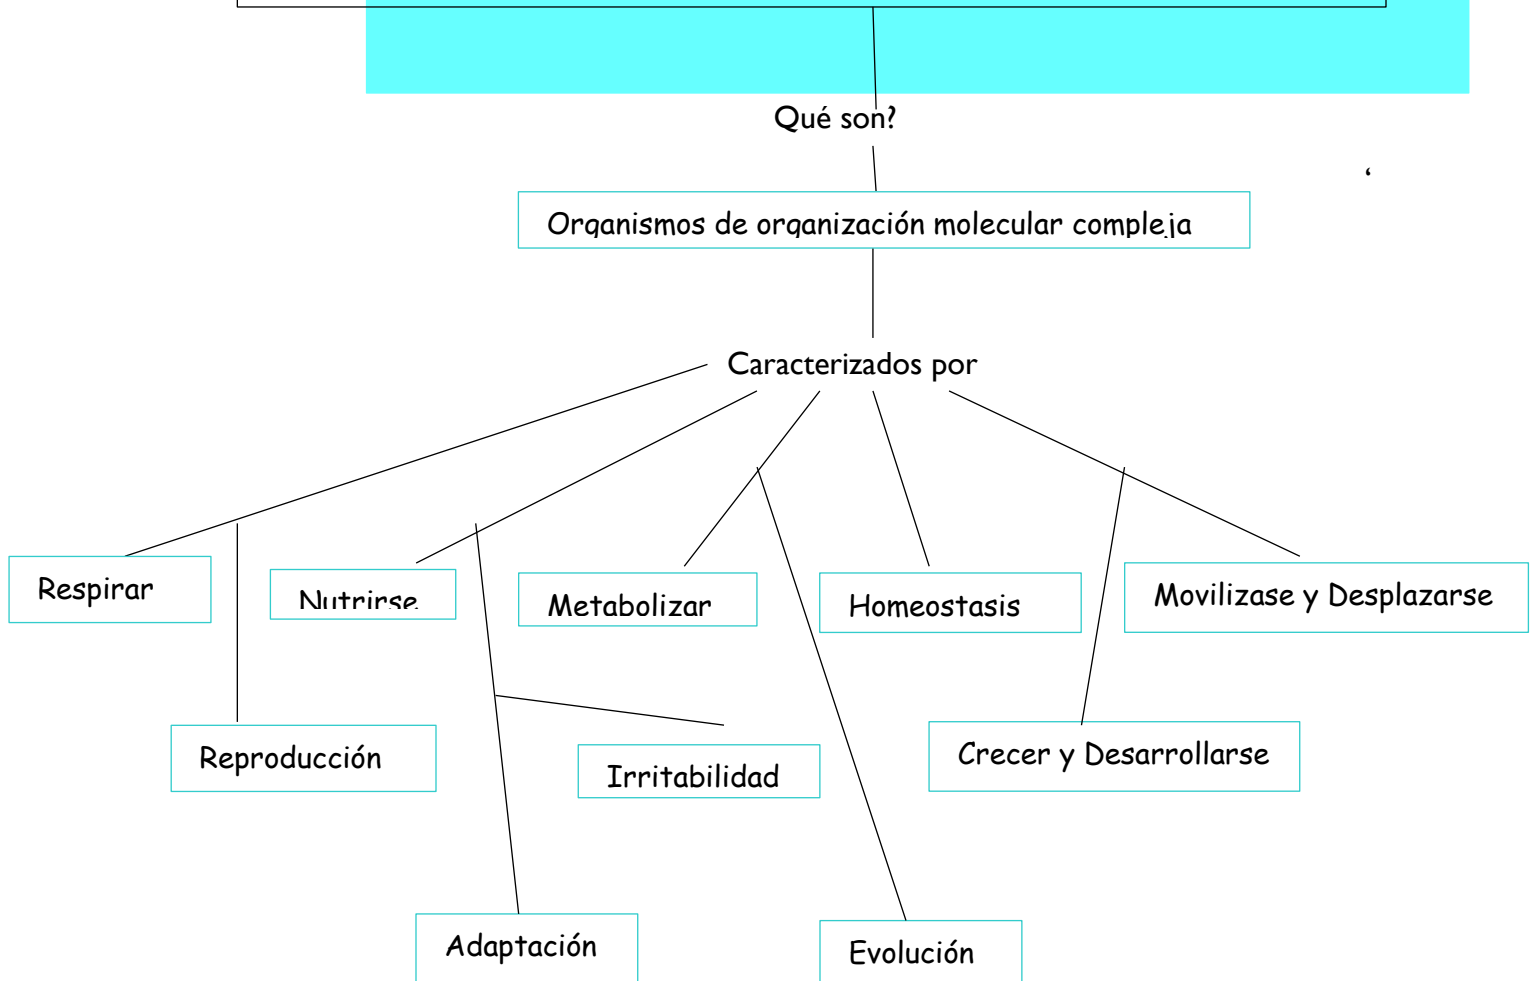 Qué son?
‘
Organismos de organización molecular compleja
Caracterizados por
Respirar
Nutrirse
Metabolizar
Homeostasis
Movilizase y Desplazarse
Reproducción
Irritabilidad
Crecer y Desarrollarse
Adaptación
Evolución